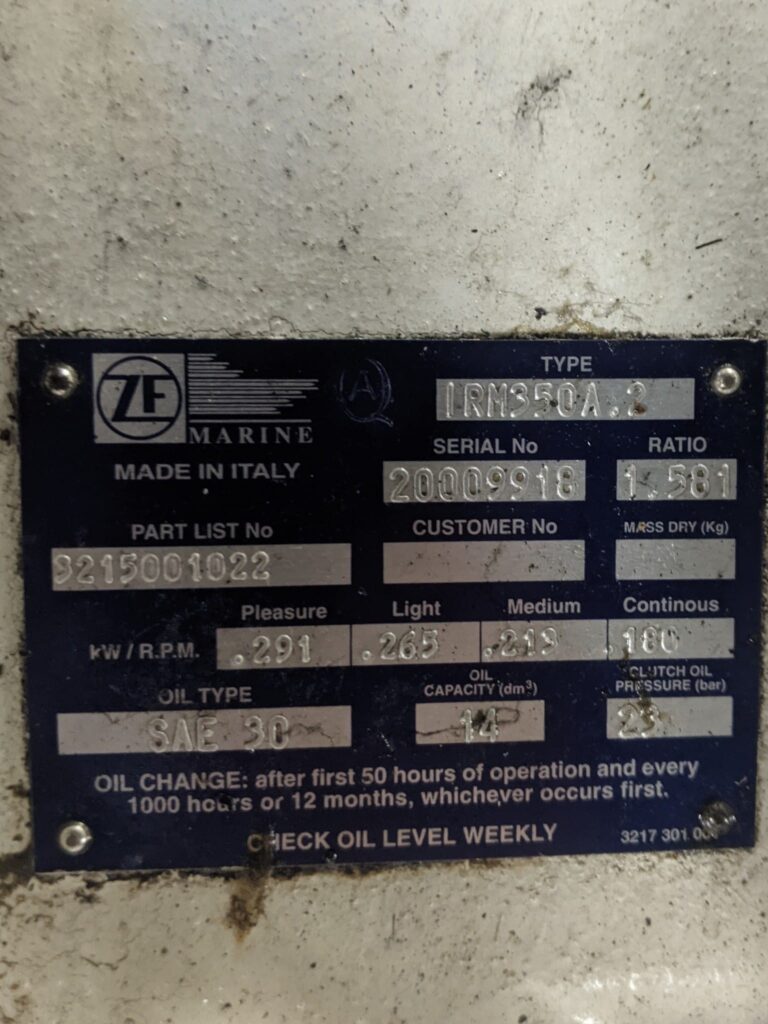 ZF
MARINE
MADE IN ITALY
TYPE
IRM350A.2
SERIAL No
20009918
RATIO
1.581
PART LIST No
3215001022
CUSTOMER No
MASS DRY (Kg)
Pleasure
Light
Medium
Continous
kW / R.P.M.
.291
.265
.180
OIL TYPE
SAE 30
OIL
CAPACITY (dm³)
14
CLUTCH OIL
PRESSURE (bar)
OIL CHANGE: after first 50 hours of operation and every
1000 hours or 12 months, whichever occurs first.
CHECK OIL LEVEL WEEKLY
3217 301